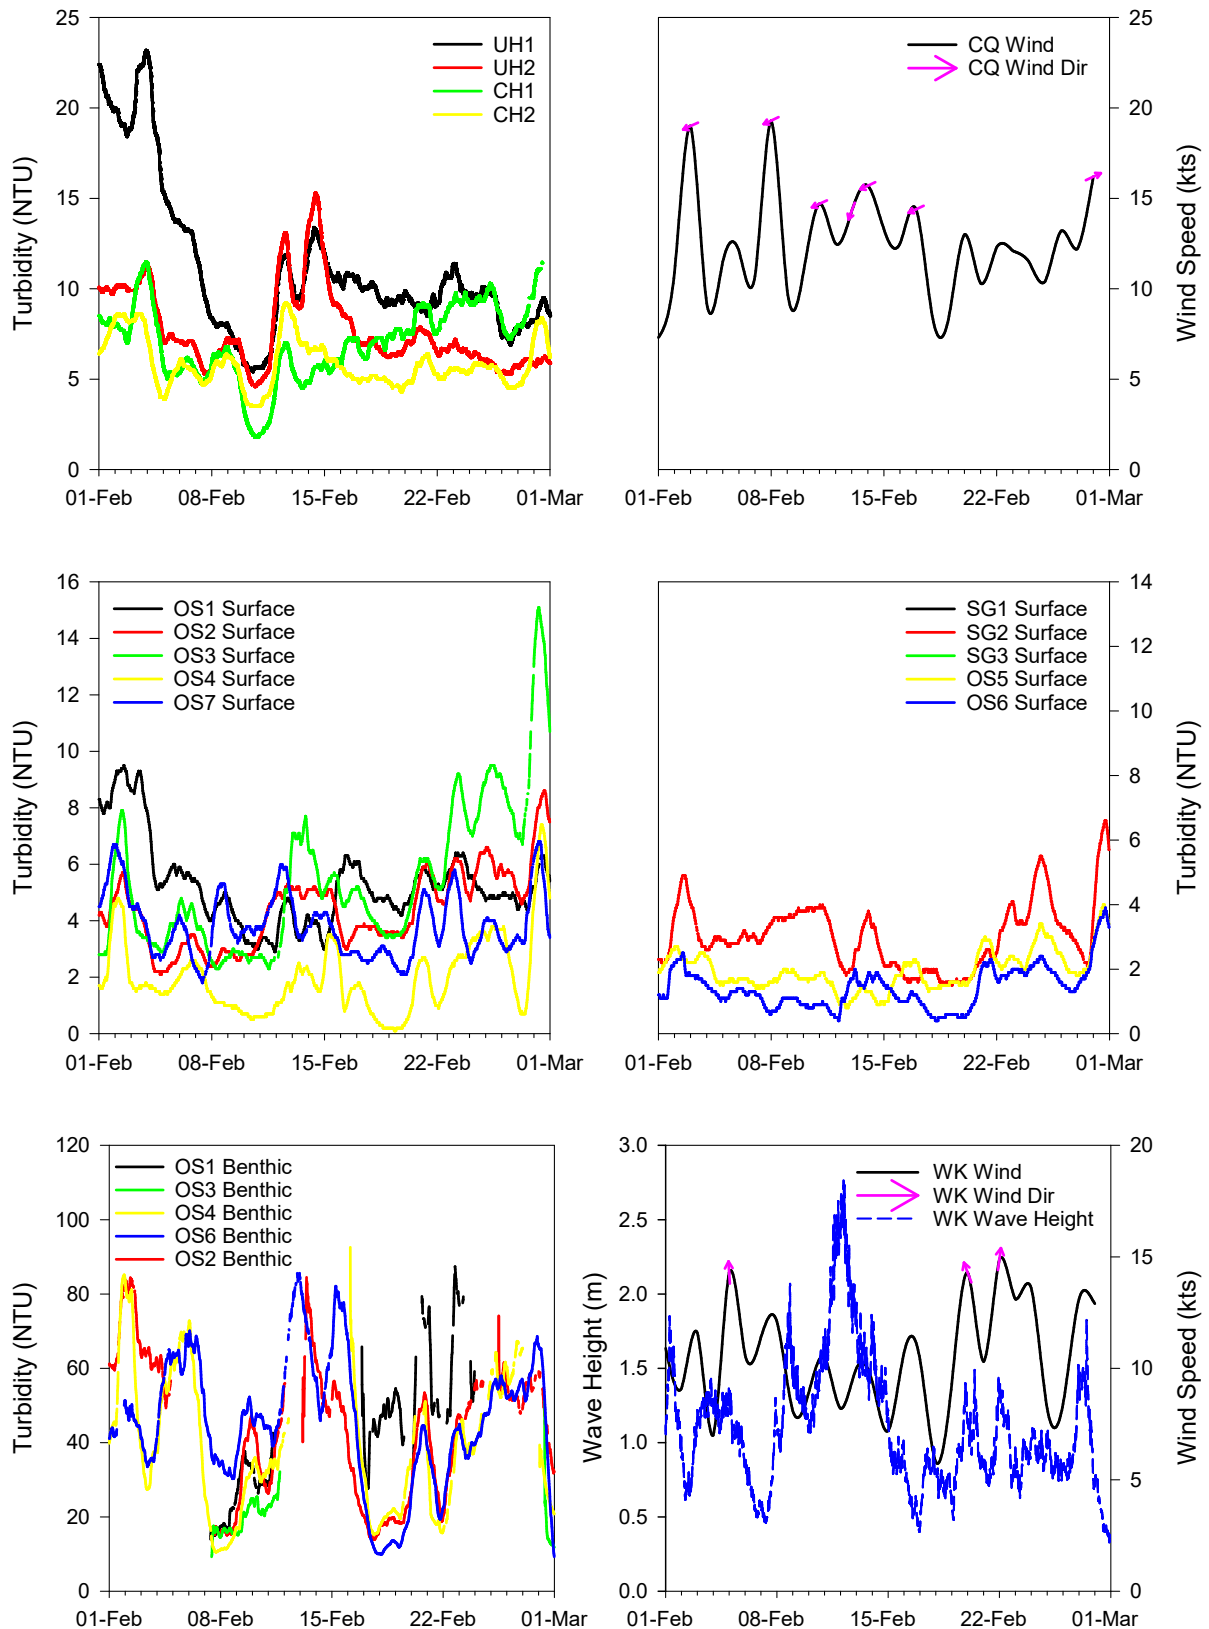 25
20
15
10
5
0
Turbidity (NTU)
UH1
UH2
CH1
CH2
01-Feb 08-Feb 15-Feb 22-Feb 01-Mar
CQ Wind
CQ Wind Dir
25
20
15
10
5
0
Wind Speed (kts)
01-Feb 08-Feb 15-Feb 22-Feb 01-Mar
16
14
12
10
8
6
4
2
0
Turbidity (NTU)
OS1 Surface
OS2 Surface
OS3 Surface
OS4 Surface
OS7 Surface
01-Feb 08-Feb 15-Feb 22-Feb 01-Mar
SG1 Surface
SG2 Surface
SG3 Surface
OS5 Surface
OS6 Surface
14
12
10
8
6
4
2
0
Turbidity (NTU)
01-Feb 08-Feb 15-Feb 22-Feb 01-Mar
120
100
80
60
40
20
0
Turbidity (NTU)
OS1 Benthic
OS3 Benthic
OS4 Benthic
OS6 Benthic
OS2 Benthic
01-Feb 08-Feb 15-Feb 22-Feb 01-Mar
3.0
2.5
2.0
1.5
1.0
0.5
0.0
Wave Height (m)
WK Wind
WK Wind Dir
WK Wave Height
20
15
10
5
0
Wind Speed (kts)
01-Feb 08-Feb 15-Feb 22-Feb 01-Mar